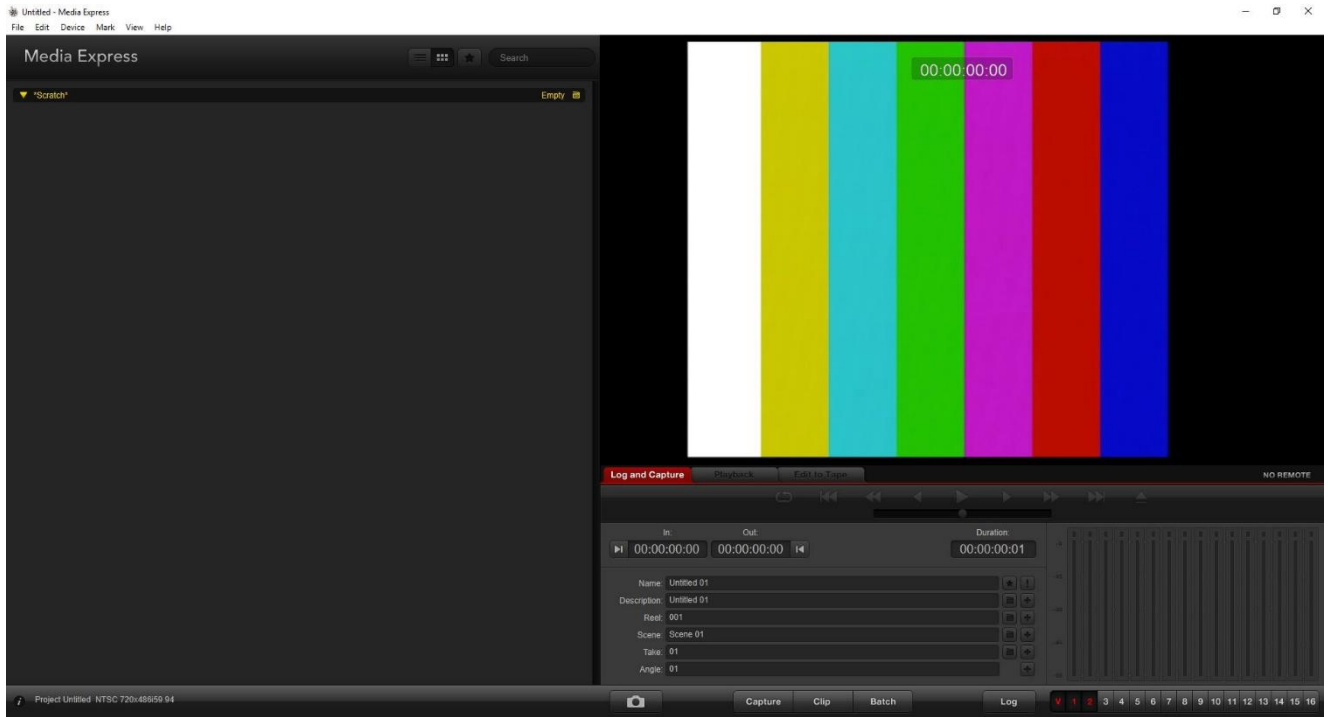 Untitled - Media Express
File Edit Device Mark View Help
Media Express
Search
*Scratch*
Empty
00:00:00:00
Log and Capture
Playback
Edit to Tape
NO REMOTE
In:
Out:
Duration:
00:00:00:00
00:00:00:00
00:00:00:01
Name: Untitled 01
Description: Untitled 01
Reel: 001
Scene: Scene 01
Take: 01
Angle: 01
Project Untitled NTSC 720x486i59.94
Capture
Clip
Batch
Log
V 1 2 3 4 5 6 7 8 9 10 11 12 13 14 15 16